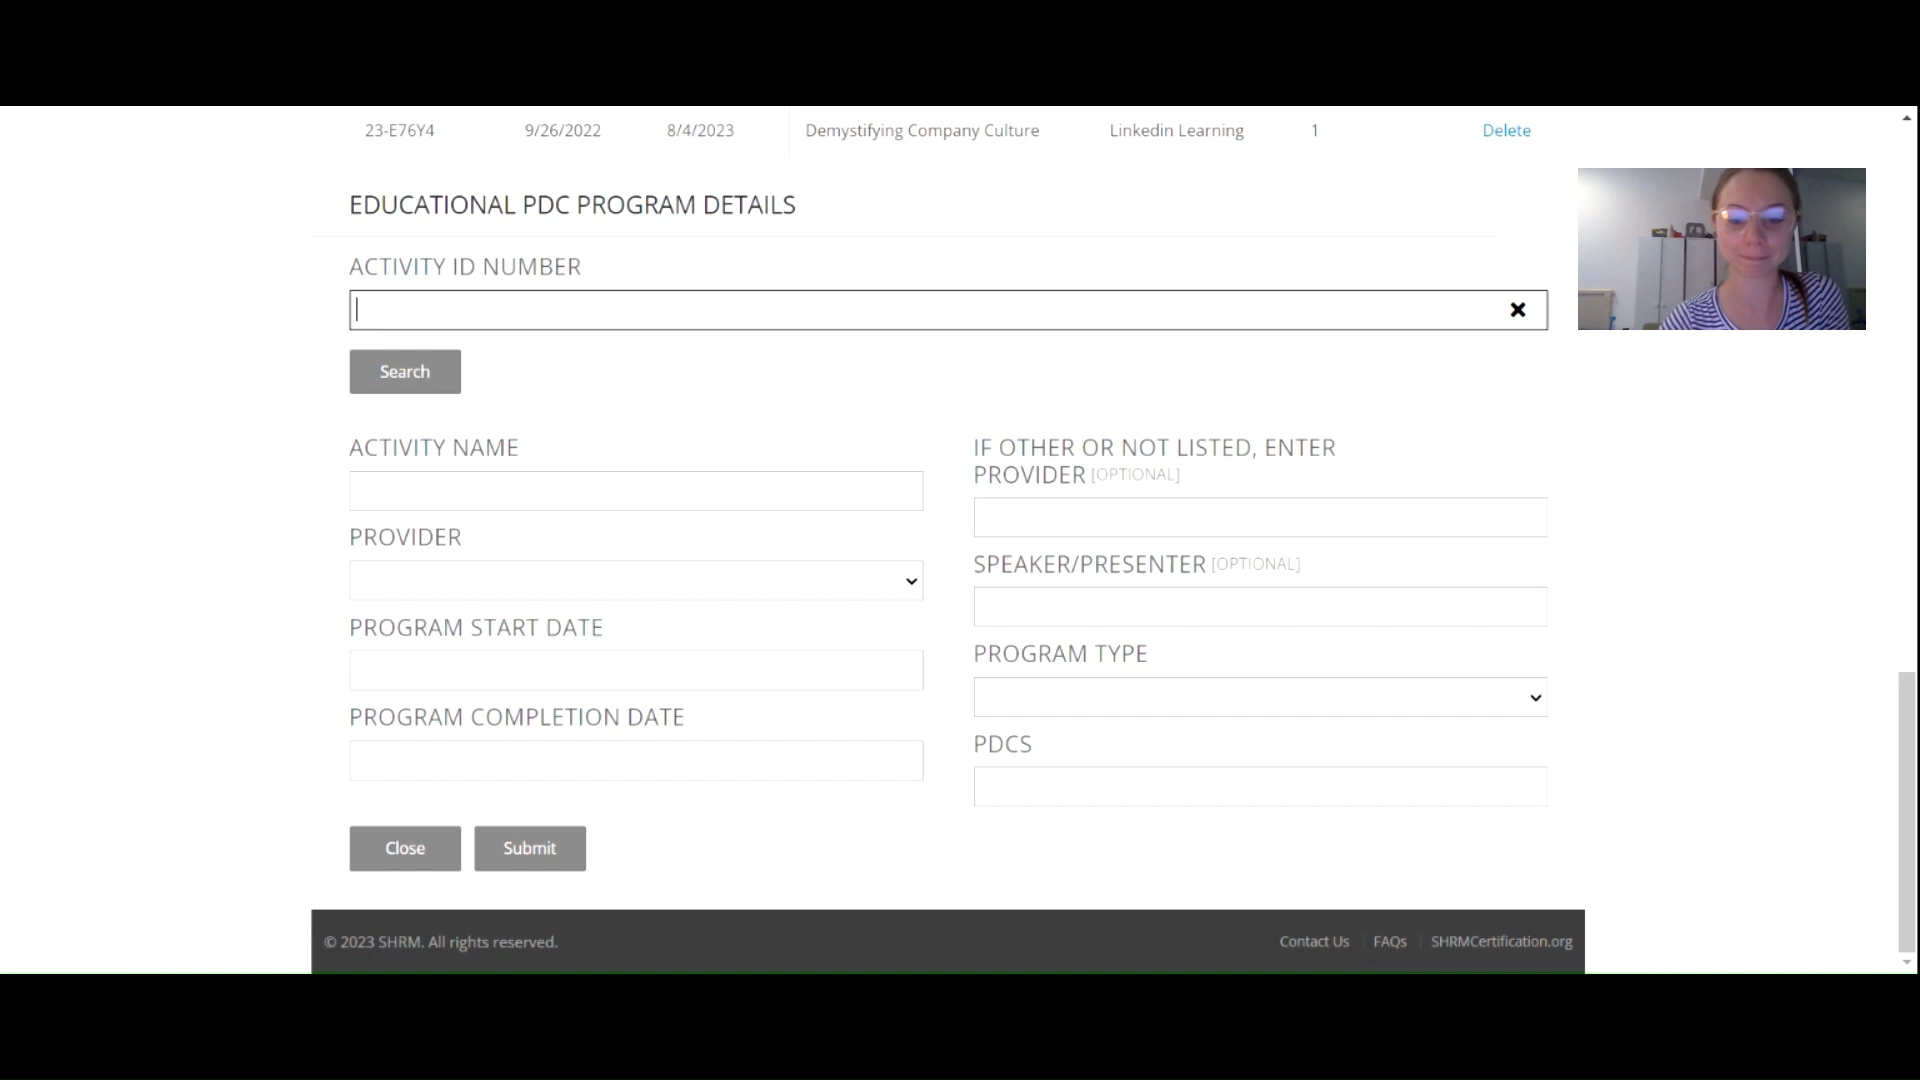 23-E76Y4 9/26/2022 8/4/2023 Demystifying Company Culture Linkedin Learning 1 Delete
EDUCATIONAL PDC PROGRAM DETAILS
ACTIVITY ID NUMBER
Search
ACTIVITY NAME
PROVIDER
PROGRAM START DATE
PROGRAM COMPLETION DATE
IF OTHER OR NOT LISTED, ENTER
PROVIDER [OPTIONAL]
SPEAKER/PRESENTER [OPTIONAL]
PROGRAM TYPE
PDCS
Close Submit
© 2023 SHRM. All rights reserved. Contact Us FAQs SHRMCertification.org